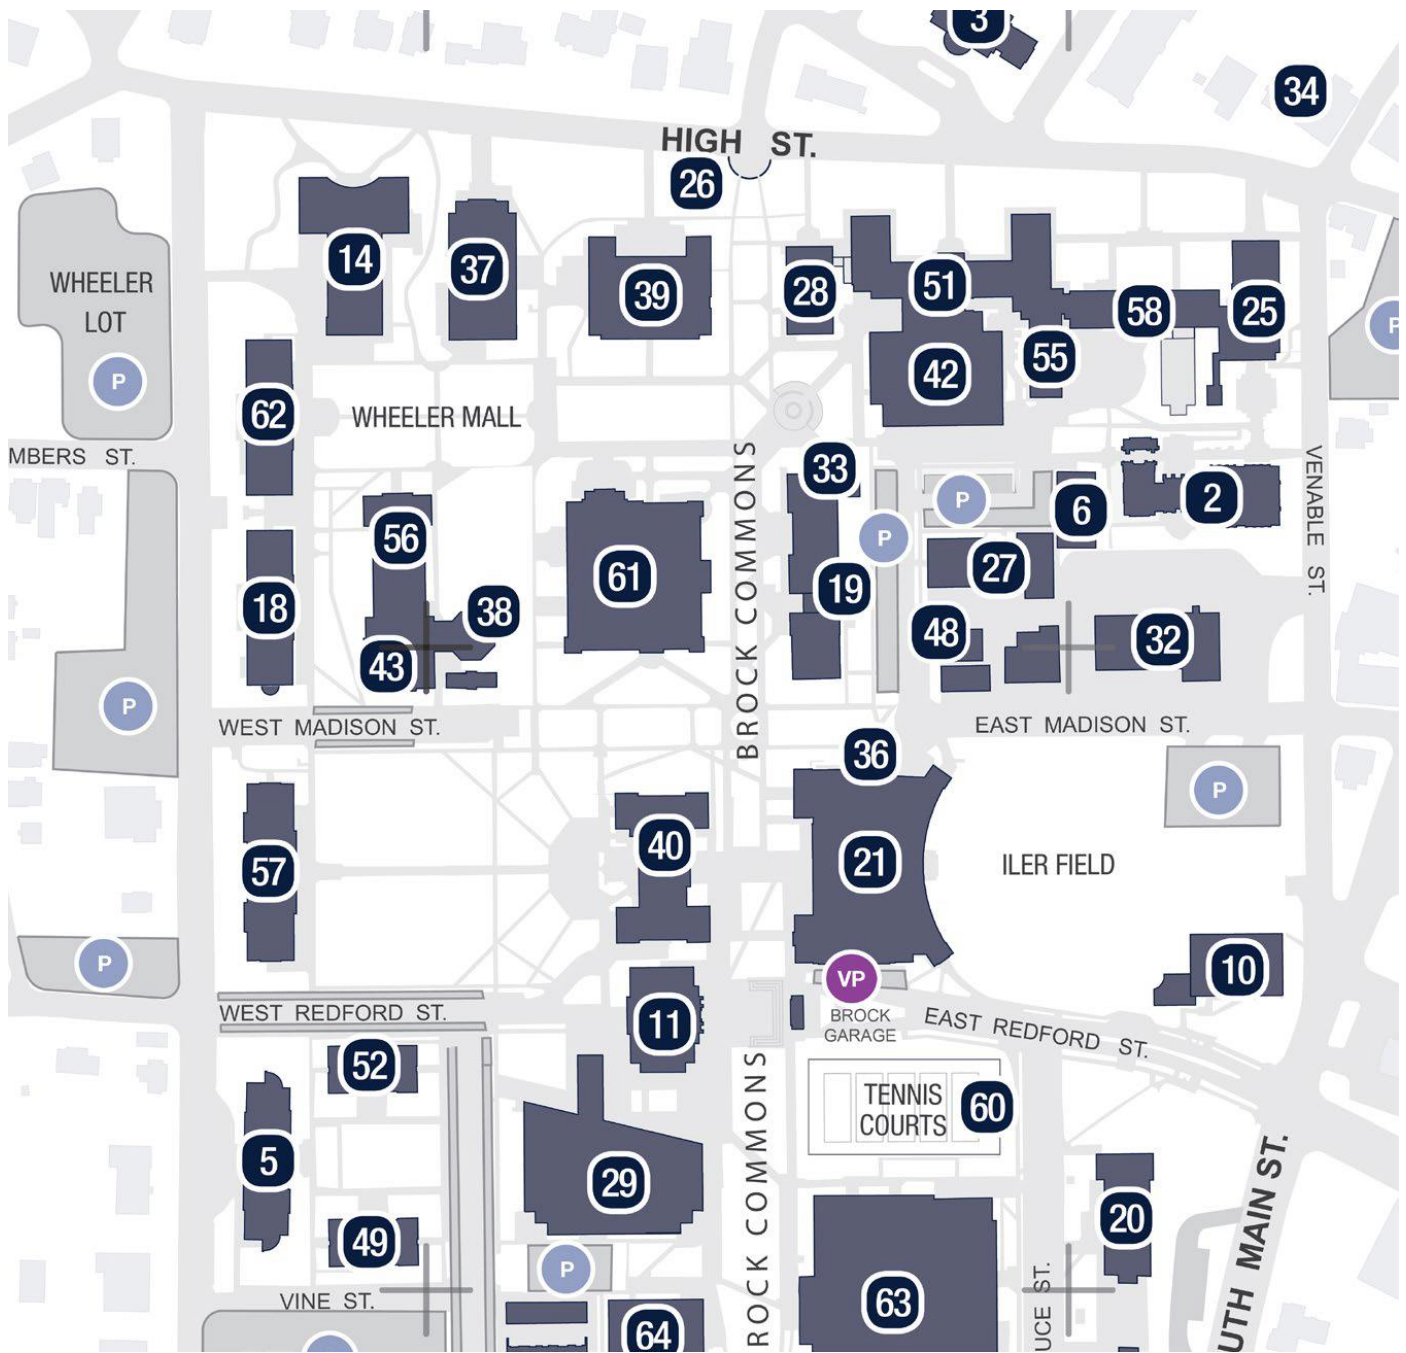 3
34
HIGH ST.
26
14
37
39
28
51
58
25
WHEELER
LOT
P
P
55
42
62
WHEELER MALL
MBERS ST.
33
P
6
2
VENABLE ST.
BROCK COMMONS
56
61
P
27
19
18
38
48
32
43
P
WEST MADISON ST.
EAST MADISON ST.
36
P
57
40
21
ILER FIELD
P
VP
10
BROCK
GARAGE
WEST REDFORD ST.
11
EAST REDFORD ST.
52
TENNIS
COURTS
60
5
29
ROCK COMMONS
20
49
P
UTH MAIN ST.
VINE ST.
63
UCE ST.
64